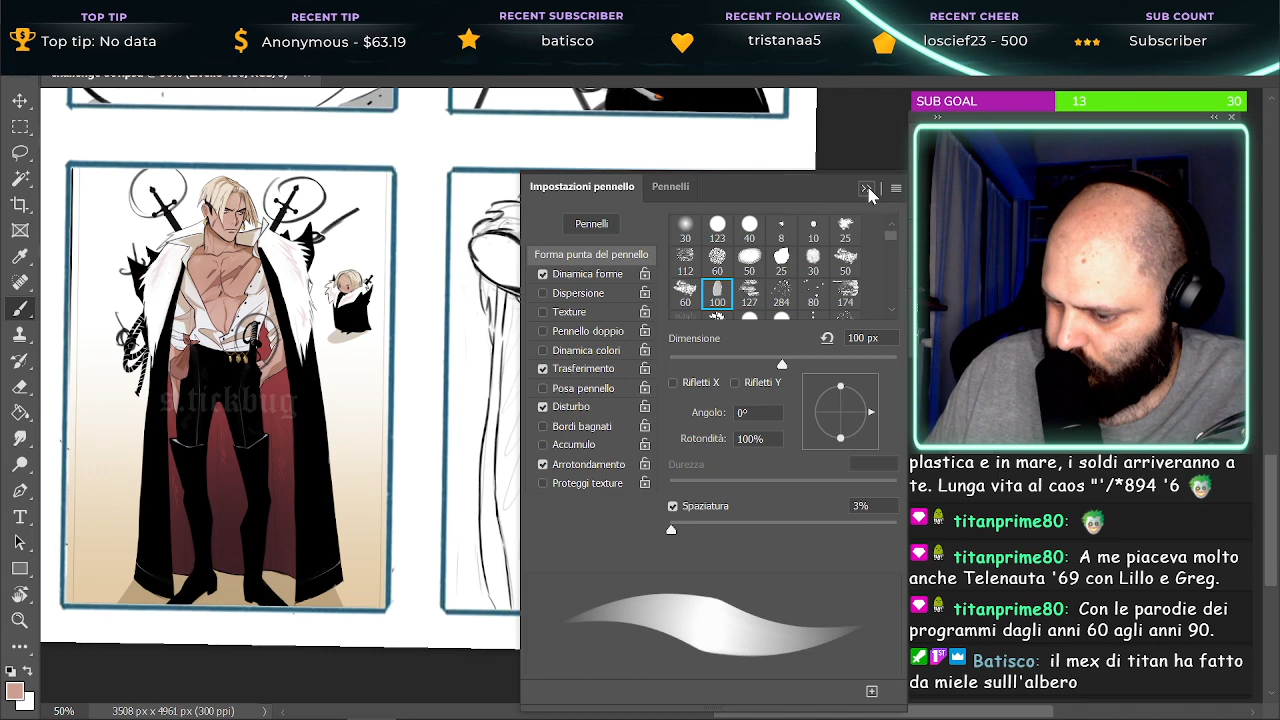 TOP TIP
Top tip: No data
RECENT TIP
Anonymous - $63.19
RECENT SUBSCRIBER
batisco
RECENT FOLLOWER
tristanaa5
RECENT CHEER
loscief23 - 500
SUB COUNT
Subscriber
SUB GOAL 13 30
Impostazioni pennello Pennelli
Pennelli
Forma punta del pennello
Dinamica forme
Dispersione
Texture
Pennello doppio
Dinamica colori
Trasferimento
Posa pennello
Disturbo
Bordi bagnati
Accumulo
Arrotondamento
Proteggi texture
30 123 40 8 10 25
112 60 50 25 30 50
60 100 127 284 80 174
Dimensione 100 px
Rifletti X Rifletti Y
Angolo: 0°
Rotondità: 100%
Durezza
Spaziatura 3%
s.tickbug
plastica e in mare, i soldi arriveranno a
te. Lunga vita al caos "'/*894 '6
titanprime80:
titanprime80: A me piaceva molto
anche Telenauta '69 con Lillo e Greg.
titanprime80: Con le parodie dei
programmi dagli anni 60 agli anni 90.
1ST Batisco: il mex di titan ha fatto
da miele sulll'albero
50% 3508 px x 4961 px (300 ppi)